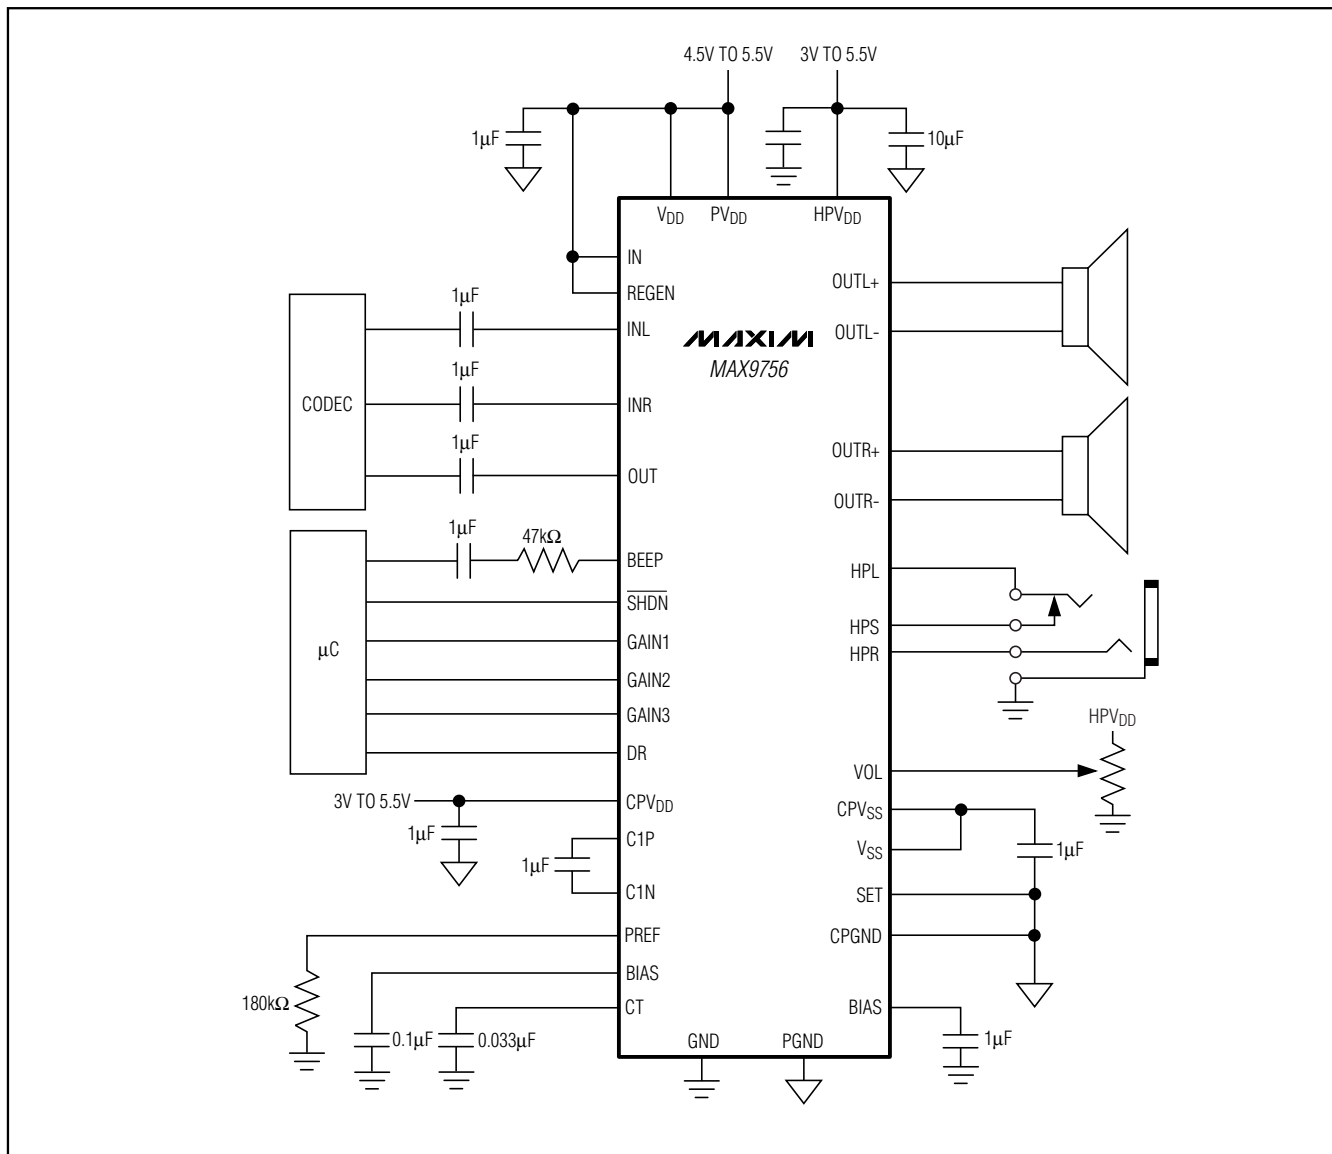 4.5V TO 5.5V
3V TO 5.5V
1µF
10µF
VDD
PVDD
HPVDD
IN
REGEN
1µF
INL
1µF
INR
CODEC
1µF
OUT
1µF
47kΩ
BEEP
SHDN
µC
GAIN1
GAIN2
GAIN3
DR
3V TO 5.5V
CPVDD
1µF
C1P
1µF
C1N
PREF
180kΩ
BIAS
0.1µF
CT
0.033µF
MAXIM
MAX9756
OUTL+
OUTL-
OUTR+
OUTR-
HPL
HPS
HPR
HPVDD
VOL
CPVSS
VSS
1µF
SET
CPGND
BIAS
1µF
GND
PGND